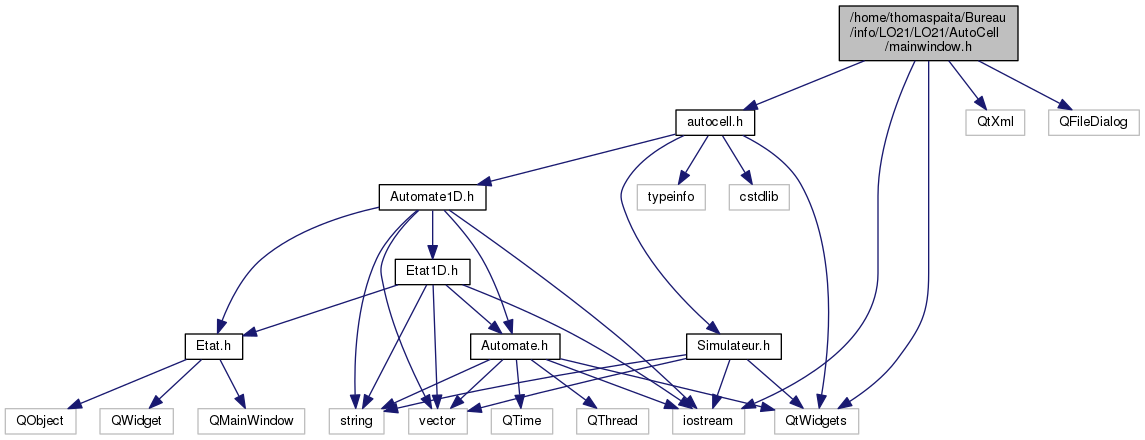 /home/thomaspaita/Bureau
/info/LO21/LO21/AutoCell
/mainwindow.h
autocell.h
QtXml
QFileDialog
Automate1D.h
typeinfo
cstdlib
Etat1D.h
Etat.h
Automate.h
Simulateur.h
QObject
QWidget
QMainWindow
string
vector
QTime
QThread
iostream
QtWidgets